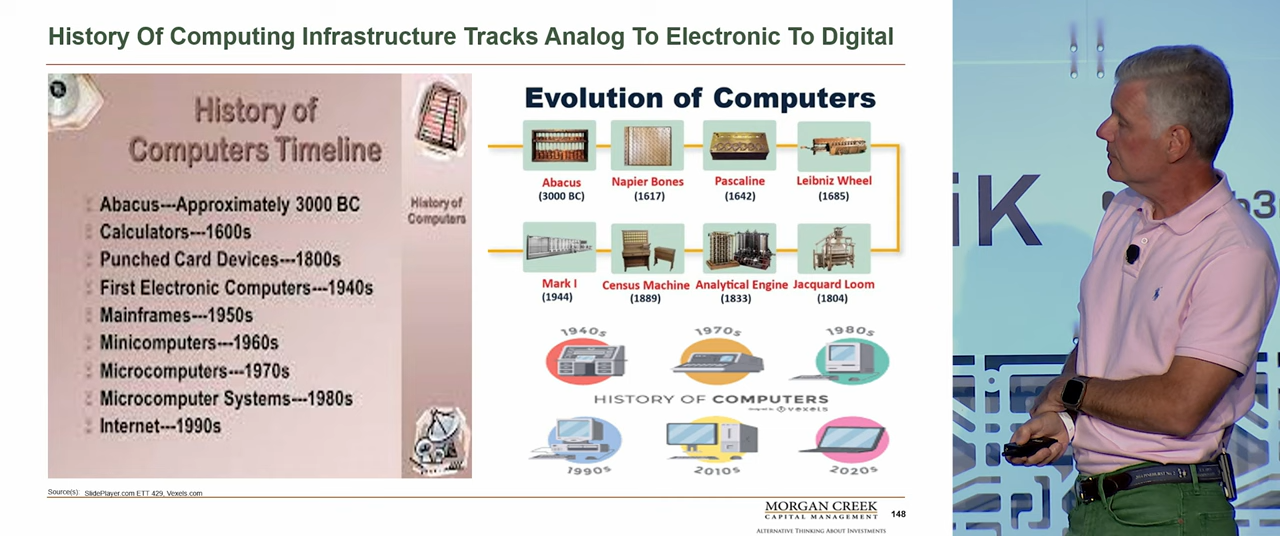 History Of Computing Infrastructure Tracks Analog To Electronic To Digital
History of
Computers Timeline
Abacus---Approximately 3000 BC
Calculators---1600s
Punched Card Devices---1800s
First Electronic Computers---1940s
Mainframes---1950s
Minicomputers---1960s
Microcomputers---1970s
Microcomputer Systems---1980s
Internet---1990s
History of
Computers
Evolution of Computers
Abacus
(3000 BC)
Napier Bones
(1617)
Pascaline
(1642)
Leibniz Wheel
(1685)
Mark I
(1944)
Census Machine
(1889)
Analytical Engine
(1833)
Jacquard Loom
(1804)
1940s
1970s
1980s
HISTORY OF COMPUTERS
designed by vexels
1990s
2010s
2020s
Source(s): SlidePlayer.com ETT 429, Vexels.com
MORGAN CREEK
CAPITAL MANAGEMENT
ALTERNATIVE THINKING ABOUT INVESTMENTS
148
iK
b3